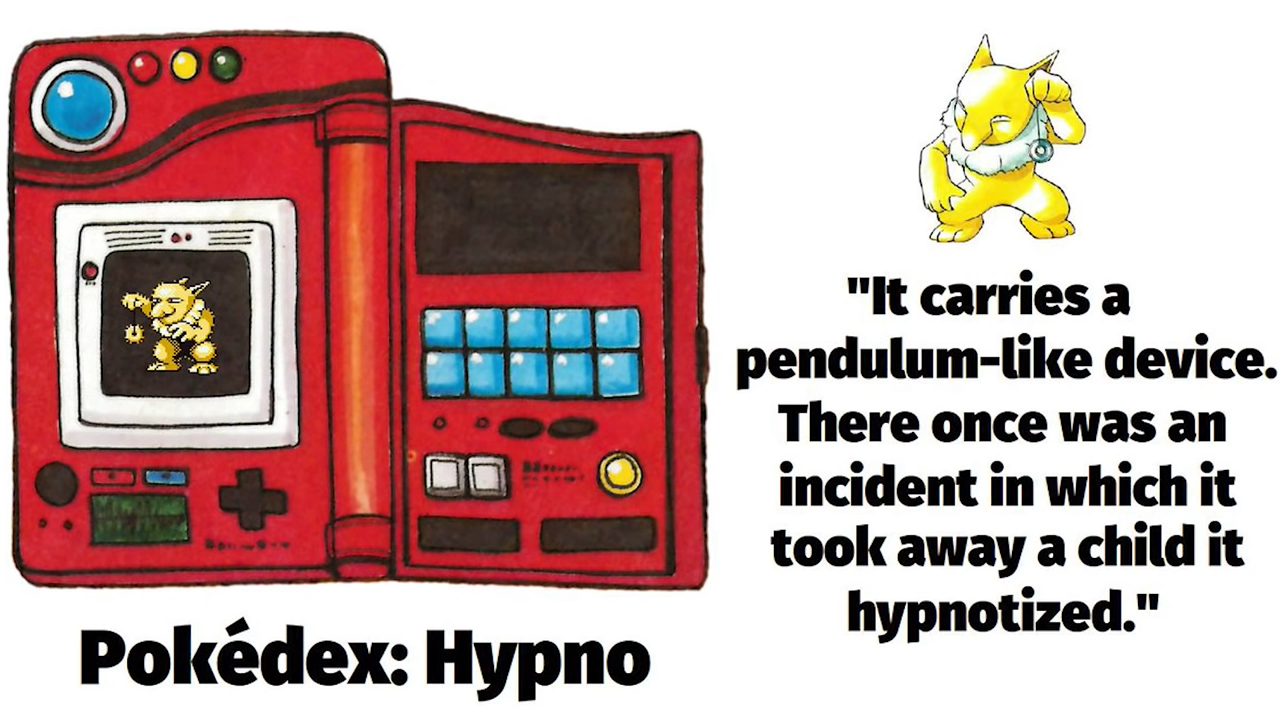 "It carries a
pendulum-like device.
There once was an
incident in which it
took away a child it
hypnotized."
Pokédex: Hypno